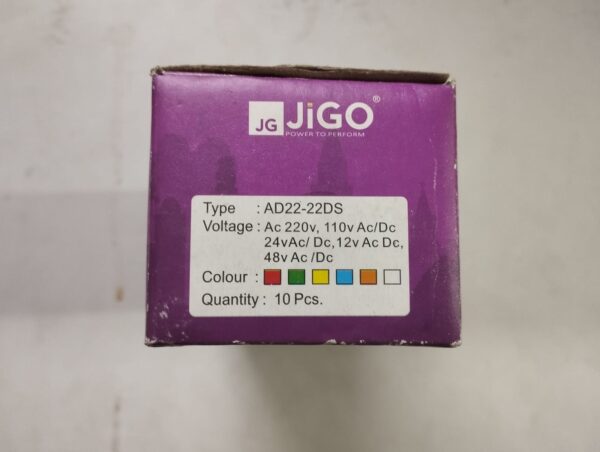 JG JiGO®
POWER TO PERFORM
Type : AD22-22DS
Voltage : Ac 220v, 110v Ac/Dc
24vAc/ Dc,12v Ac Dc,
48v Ac /Dc
Colour :
Quantity : 10 Pcs.